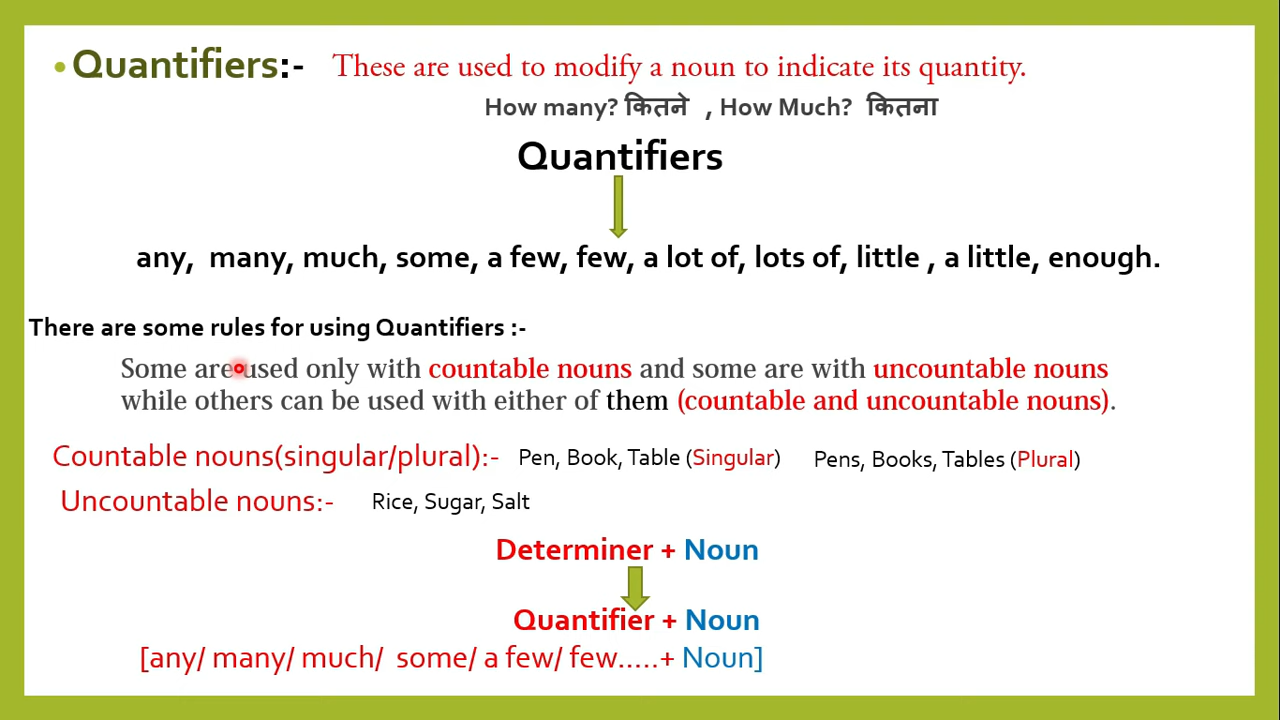 • Quantifiers:- These are used to modify a noun to indicate its quantity.
How many? कितने , How Much? कितना
Quantifiers
any, many, much, some, a few, few, a lot of, lots of, little , a little, enough.
There are some rules for using Quantifiers :-
Some are used only with countable nouns and some are with uncountable nouns
while others can be used with either of them (countable and uncountable nouns).
Countable nouns(singular/plural):- Pen, Book, Table (Singular) Pens, Books, Tables (Plural)
Uncountable nouns:- Rice, Sugar, Salt
Determiner + Noun
Quantifier + Noun
[any/ many/ much/ some/ a few/ few.....+ Noun]